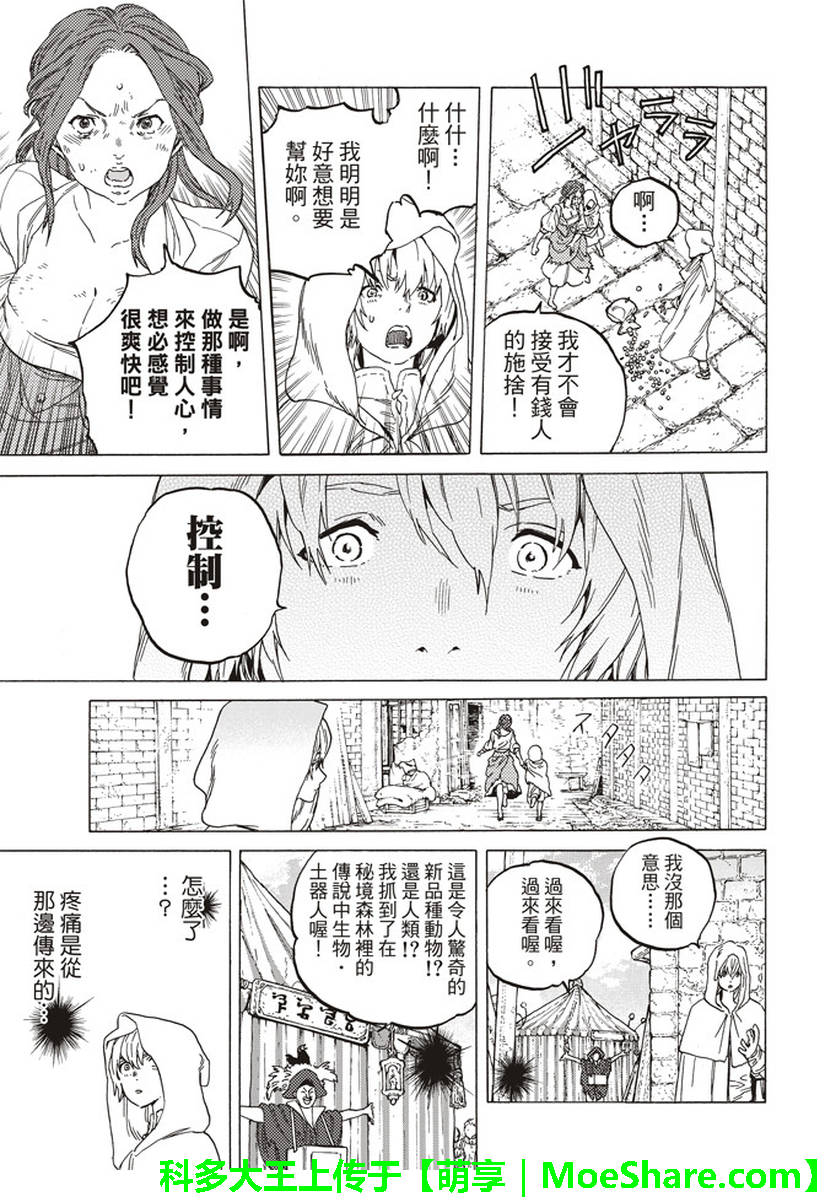 ジャララ
啊…
我才不會
接受有錢人
的施捨！
什什…
什麼啊！
我明明是
好意想要
幫妳啊。
是啊，
做那種事情
來控制人心，
想必感覺
很爽快吧！
控制…
スタタタ
我沒那個
意思……
過來看喔，
過來看喔。
這是令人驚奇的
新品種動物!?
還是人類!?
我抓到了在
秘境森林裡的
傳說中生物．
土器人喔！
怎麼了
…？
疼痛是從
那邊傳來的…
科多大王上传于【萌享】|MoeShare.com】